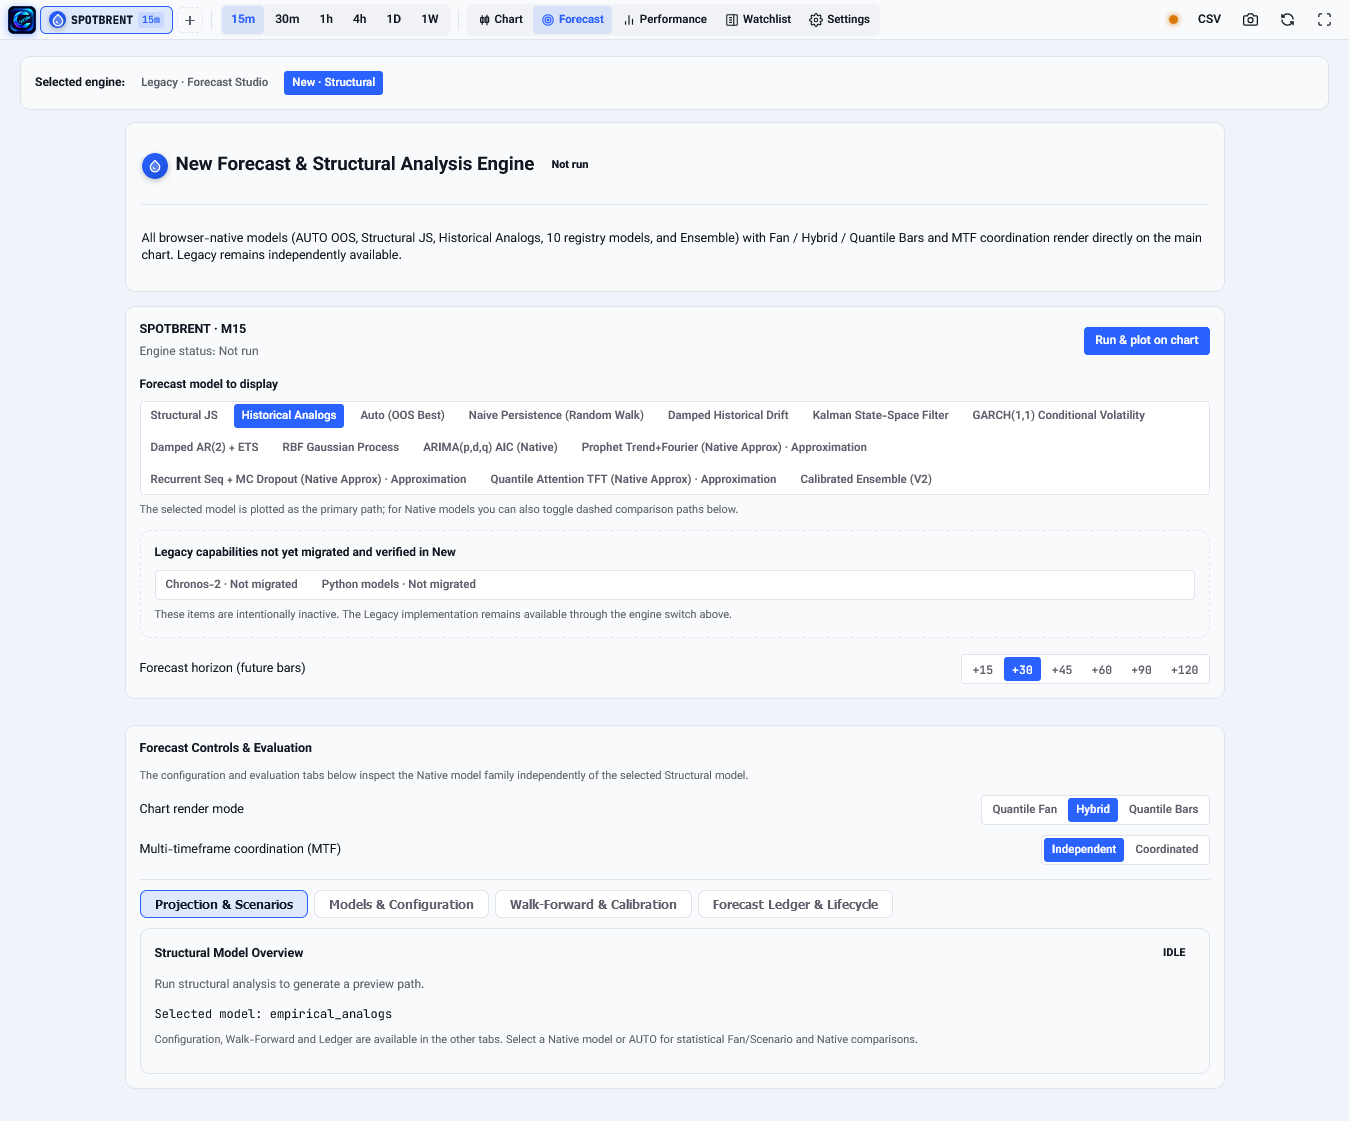 SPOTBRENT 15m + 15m 30m 1h 4h 1D 1W Chart Forecast Performance Watchlist Settings CSV
Selected engine: Legacy · Forecast Studio New · Structural
New Forecast & Structural Analysis Engine Not run
All browser-native models (AUTO OOS, Structural JS, Historical Analogs, 10 registry models, and Ensemble) with Fan / Hybrid / Quantile Bars and MTF coordination render directly on the main
chart. Legacy remains independently available.
SPOTBRENT · M15
Engine status: Not run
Run & plot on chart
Forecast model to display
Structural JS Historical Analogs Auto (OOS Best) Naive Persistence (Random Walk) Damped Historical Drift Kalman State-Space Filter GARCH(1,1) Conditional Volatility
Damped AR(2) + ETS RBF Gaussian Process ARIMA(p,d,q) AIC (Native) Prophet Trend+Fourier (Native Approx) · Approximation
Recurrent Seq + MC Dropout (Native Approx) · Approximation Quantile Attention TFT (Native Approx) · Approximation Calibrated Ensemble (V2)
The selected model is plotted as the primary path; for Native models you can also toggle dashed comparison paths below.
Legacy capabilities not yet migrated and verified in New
Chronos-2 · Not migrated Python models · Not migrated
These items are intentionally inactive. The Legacy implementation remains available through the engine switch above.
Forecast horizon (future bars) +15 +30 +45 +60 +90 +120
Forecast Controls & Evaluation
The configuration and evaluation tabs below inspect the Native model family independently of the selected Structural model.
Chart render mode Quantile Fan Hybrid Quantile Bars
Multi-timeframe coordination (MTF) Independent Coordinated
Projection & Scenarios Models & Configuration Walk-Forward & Calibration Forecast Ledger & Lifecycle
Structural Model Overview IDLE
Run structural analysis to generate a preview path.
Selected model: empirical_analogs
Configuration, Walk-Forward and Ledger are available in the other tabs. Select a Native model or AUTO for statistical Fan/Scenario and Native comparisons.